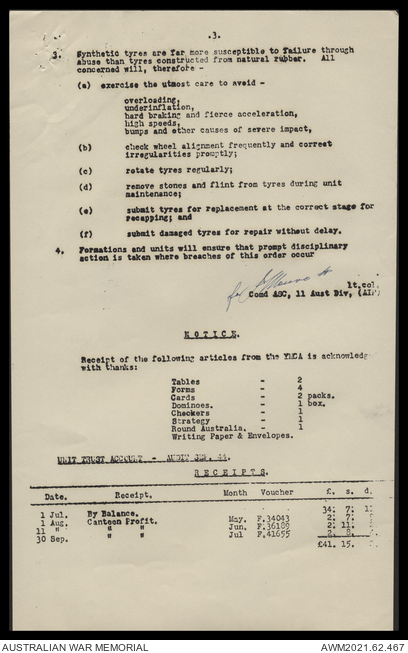 .3.
3. Synthetic tyres are far more susceptible to failure through
abuse than tyres constructed from natural rubber. All
concerned will, therefore -
(a) exercise the utmost care to avoid -
overloading,
underinflation,
hard braking and fierce acceleration,
high speeds,
bumps and other causes of severe impact,
(b) check wheel alignment frequently and correct
irregularities promptly;
(c) rotate tyres regularly;
(d) remove stones and flint from tyres during unit
maintenance;
(e) submit tyres for replacement at the correct stage for
recapping; and
(f) submit damaged tyres for repair without delay.
4. Formations and units will ensure that prompt disciplinary
action is taken where breaches of this order occur
lt.col.
Comd ASC, 11 Aust Div, (AIF)
N O T I C E.
Receipt of the following articles from the YMCA is acknowledg
with thanks:
Tables - 2
Forms - 4
Cards - 2 packs.
Dominoes. - 1 box.
Checkers - 1
Strategy - 1
Round Australia. - 1
Writing Paper & Envelopes.
UNIT TRUST ACCOUNT - AUDIT SEP. 44.
R E C E I P T S.
Date. Receipt. Month Voucher £. s. d.
1 Jul. By Balance. 34; 7;
1 Aug. Canteen Profit. May. F.34043 2; 7;
11 " " " Jun. F.36189 2; 11;
30 Sep. " " Jul F.41655 2; 8;
£41. 15.
AUSTRALIAN WAR MEMORIAL AWM2021.62.467